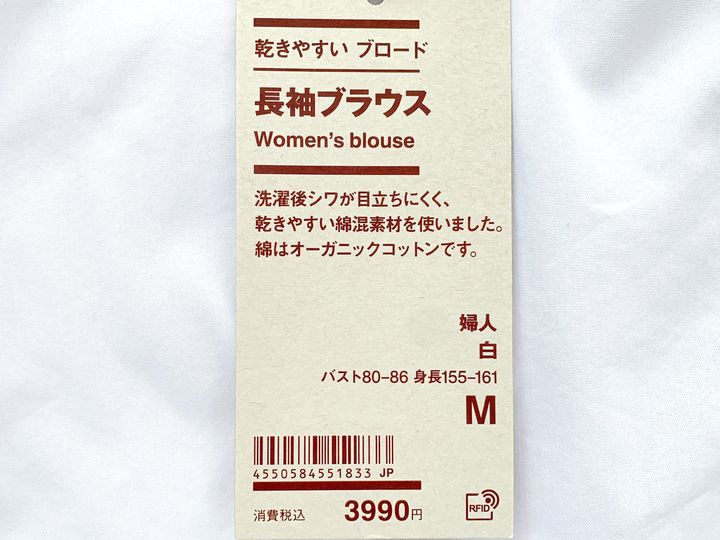 乾きやすい ブロード
長袖ブラウス
Women's blouse
洗濯後シワが目立ちにくく、
乾きやすい綿混素材を使いました。
綿はオーガニックコットンです。
婦人
白
バスト80–86 身長155–161
M
4550584551833 JP
消費税込 3990円
RFID